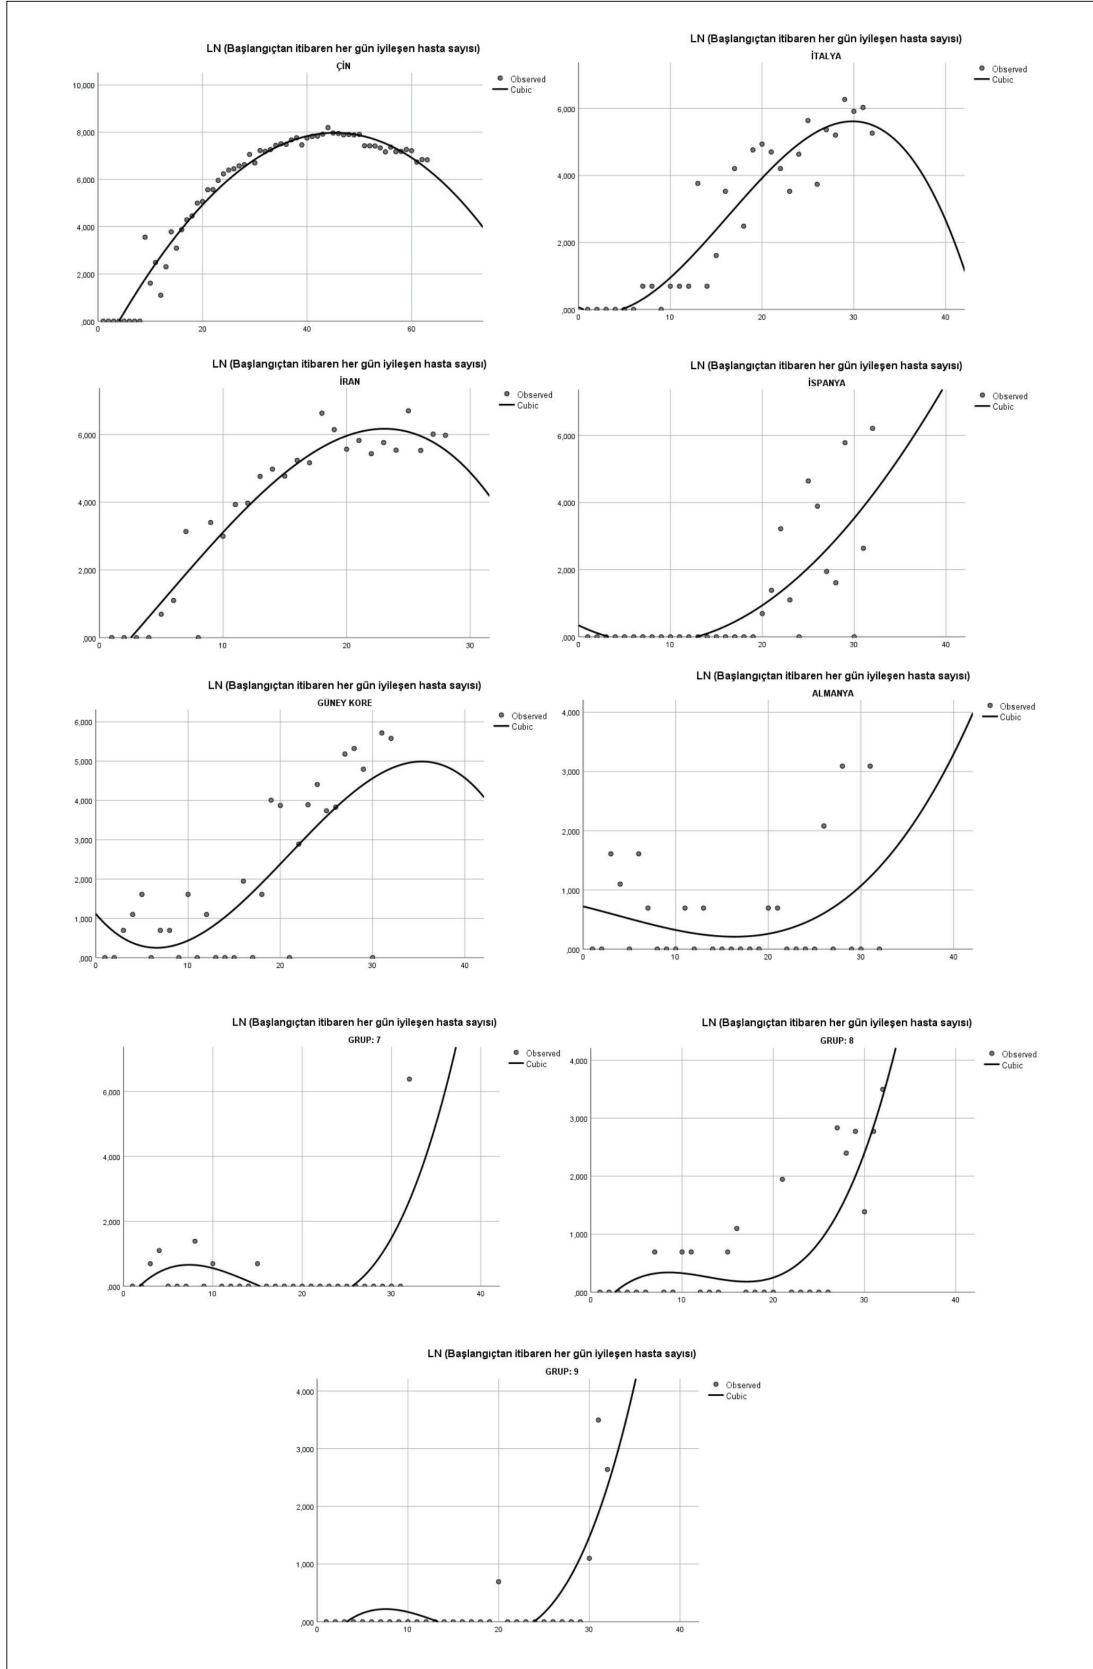 LN (Başlangıçtan itibaren her gün iyileşen hasta sayısı)
ÇİN
Observed
Cubic
10,000
8,000
6,000
4,000
2,000
,000
0 20 40 60
LN (Başlangıçtan itibaren her gün iyileşen hasta sayısı)
İTALYA
Observed
Cubic
6,000
4,000
2,000
,000
0 10 20 30 40
LN (Başlangıçtan itibaren her gün iyileşen hasta sayısı)
İRAN
Observed
Cubic
6,000
4,000
2,000
,000
0 10 20 30
LN (Başlangıçtan itibaren her gün iyileşen hasta sayısı)
İSPANYA
Observed
Cubic
6,000
4,000
2,000
,000
0 10 20 30 40
LN (Başlangıçtan itibaren her gün iyileşen hasta sayısı)
GÜNEY KORE
Observed
Cubic
6,000
5,000
4,000
3,000
2,000
1,000
,000
0 10 20 30 40
LN (Başlangıçtan itibaren her gün iyileşen hasta sayısı)
ALMANYA
Observed
Cubic
4,000
3,000
2,000
1,000
,000
0 10 20 30 40
LN (Başlangıçtan itibaren her gün iyileşen hasta sayısı)
GRUP: 7
Observed
Cubic
6,000
4,000
2,000
,000
0 10 20 30 40
LN (Başlangıçtan itibaren her gün iyileşen hasta sayısı)
GRUP: 8
Observed
Cubic
4,000
3,000
2,000
1,000
,000
0 10 20 30 40
LN (Başlangıçtan itibaren her gün iyileşen hasta sayısı)
GRUP: 9
Observed
Cubic
4,000
3,000
2,000
1,000
,000
0 10 20 30 40